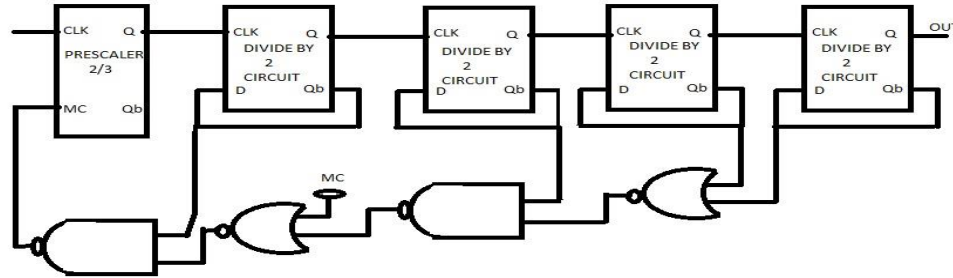 CLK Q
PRESCALER
2/3
MC Qb
CLK Q
DIVIDE BY
2
CIRCUIT
D Qb
CLK Q
DIVIDE BY
2
CIRCUIT
D Qb
CLK Q
DIVIDE BY
2
CIRCUIT
D Qb
CLK Q
DIVIDE BY
2
CIRCUIT
D Qb
OUT
MC